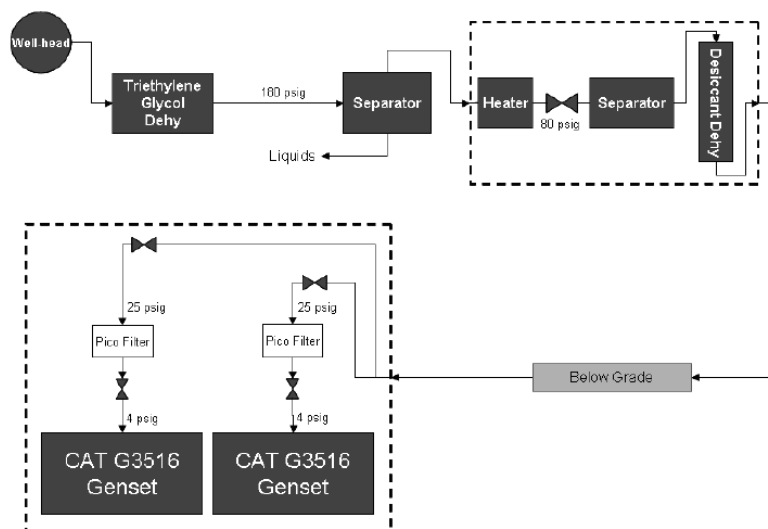 Well-head
Triethylene
Glycol
Dehy
180 psig
Separator
Liquids
Heater
80 psig
Separator
Desiccant Dehy
25 psig
25 psig
Pico Filter
Pico Filter
Below Grade
4 psig
4 psig
CAT G3516
Genset
CAT G3516
Genset